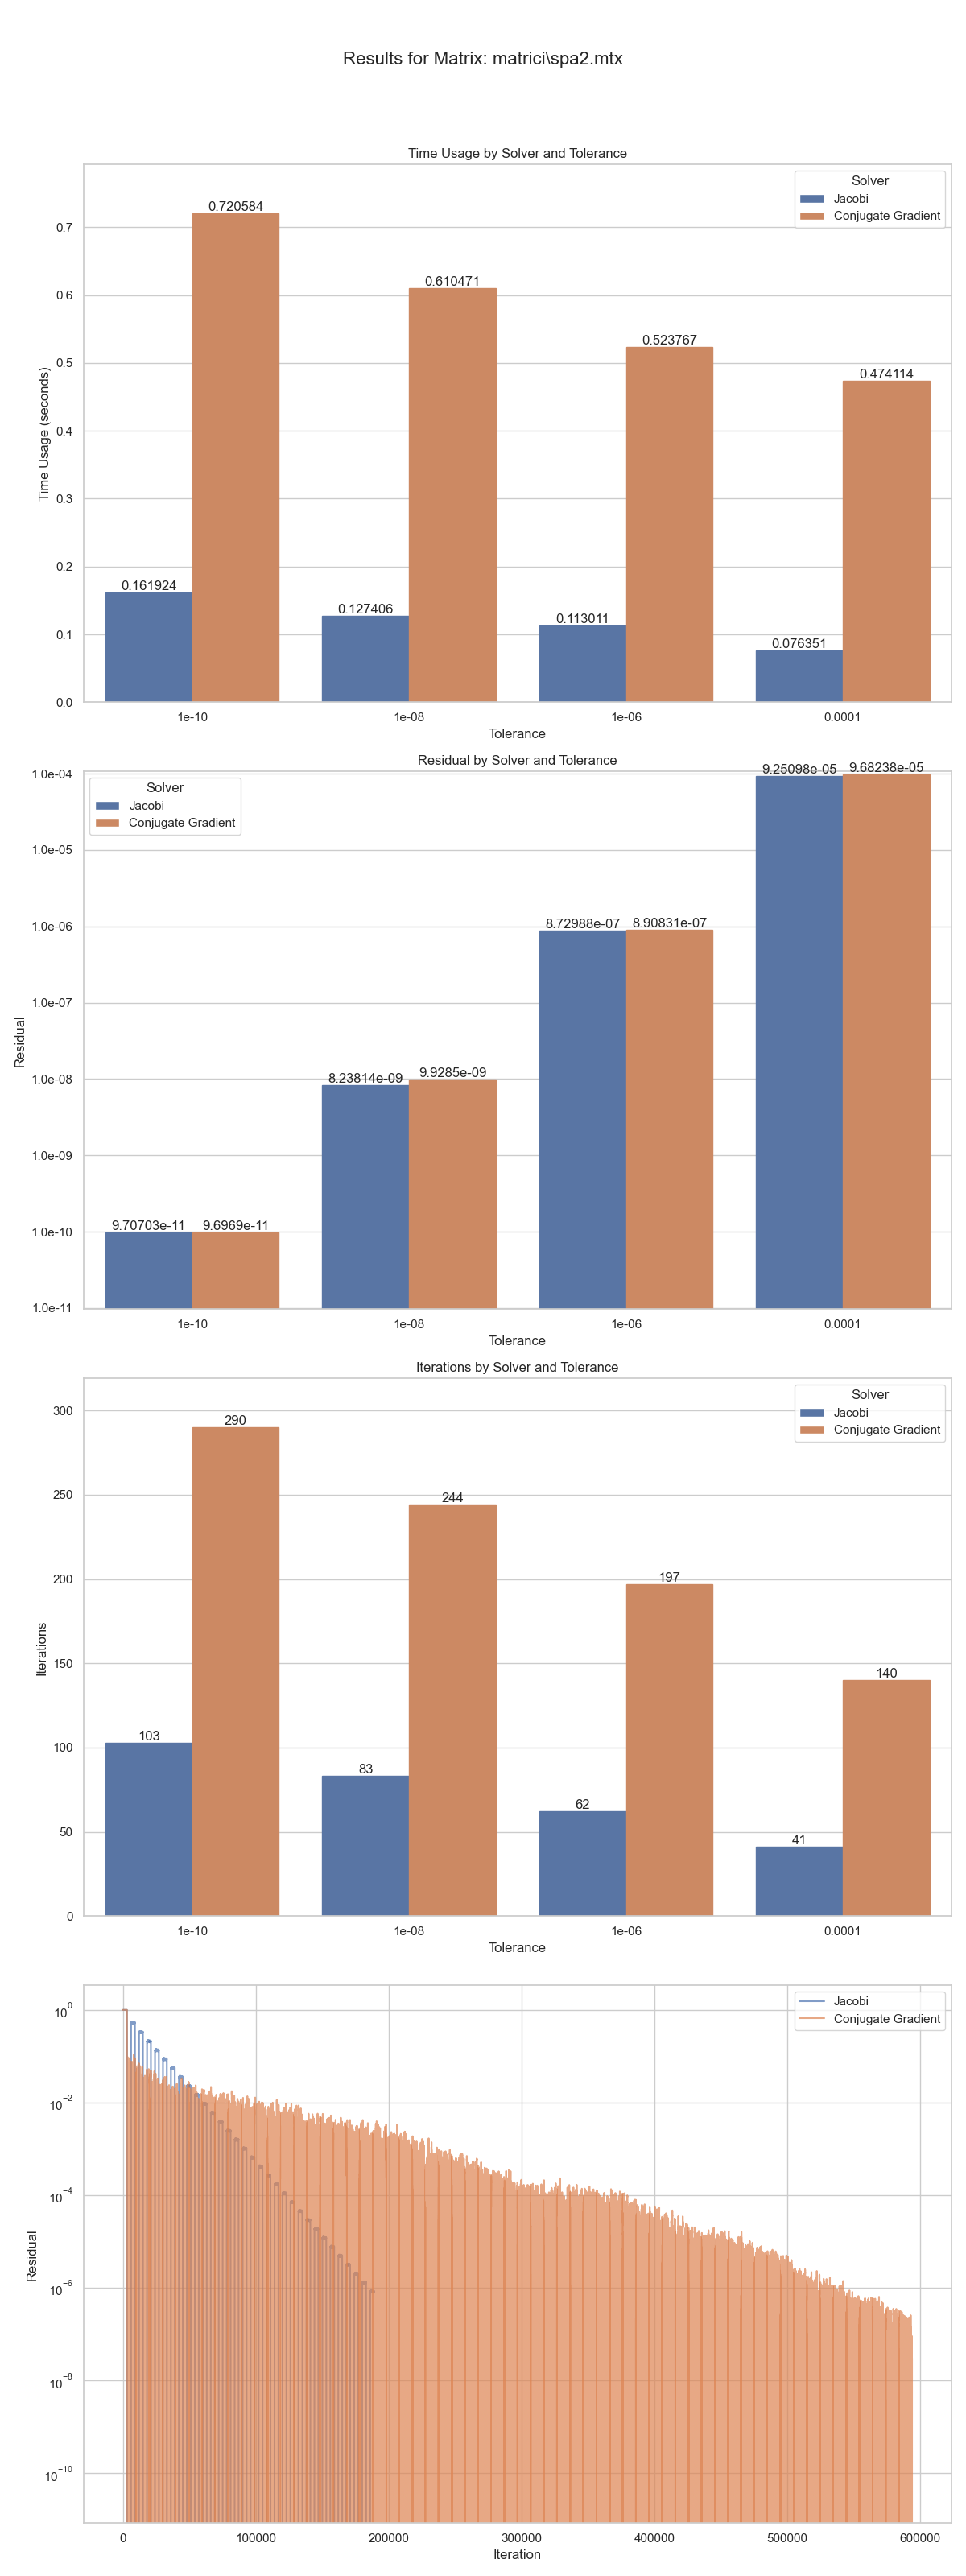 Results for Matrix: matrici\spa2.mtx
Time Usage by Solver and Tolerance
Solver
Jacobi
Conjugate Gradient
0.720584
0.610471
0.523767
0.474114
0.161924
0.127406
0.113011
0.076351
0.7
0.6
0.5
0.4
0.3
0.2
0.1
0.0
Time Usage (seconds)
1e-10 1e-08 1e-06 0.0001
Tolerance
Residual by Solver and Tolerance
Solver
Jacobi
Conjugate Gradient
9.25098e-05 9.68238e-05
8.72988e-07 8.90831e-07
8.23814e-09 9.9285e-09
9.70703e-11 9.6969e-11
1.0e-04
1.0e-05
1.0e-06
1.0e-07
1.0e-08
1.0e-09
1.0e-10
1.0e-11
Residual
1e-10 1e-08 1e-06 0.0001
Tolerance
Iterations by Solver and Tolerance
Solver
Jacobi
Conjugate Gradient
290
244
197
140
103
83
62
41
300
250
200
150
100
50
0
Iterations
1e-10 1e-08 1e-06 0.0001
Tolerance
Jacobi
Conjugate Gradient
10⁰
10⁻²
10⁻⁴
10⁻⁶
10⁻⁸
10⁻¹⁰
Residual
0 100000 200000 300000 400000 500000 600000
Iteration